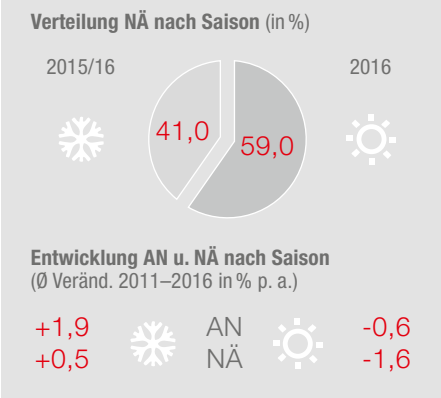 Verteilung NÄ nach Saison (in %)
2015/16 2016
41,0 59,0
Entwicklung AN u. NÄ nach Saison
(Ø Veränd. 2011–2016 in % p. a.)
+1,9 AN -0,6
+0,5 NÄ -1,6